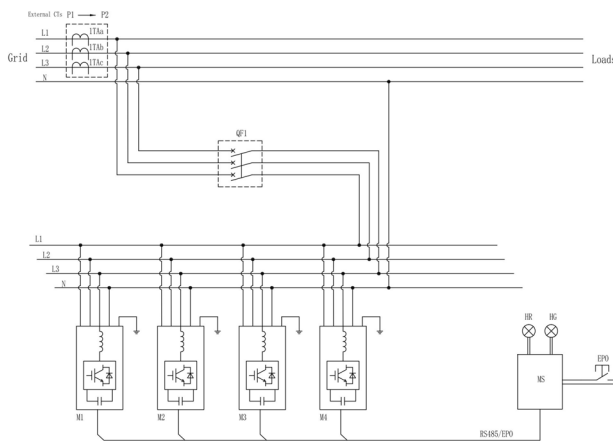 External CTs P1 P2
L1 1TAa
L2 1TAb
Grid Loads
L3 1TAc
N
QF1
L1
L2
L3
N
HR HG
EPO
MS
M1 M2 M3 M4
RS485/EPO